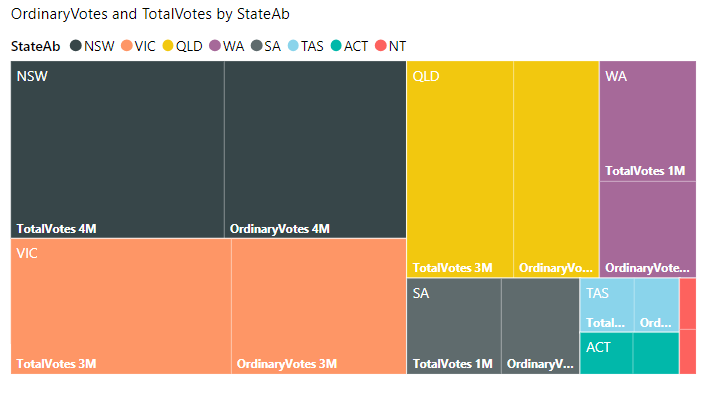 OrdinaryVotes and TotalVotes by StateAb
StateAb NSW VIC QLD WA SA TAS ACT NT
NSW
TotalVotes 4M
OrdinaryVotes 4M
VIC
TotalVotes 3M
OrdinaryVotes 3M
QLD
TotalVotes 3M
OrdinaryVo...
WA
TotalVotes 1M
OrdinaryVote...
SA
TotalVotes 1M
OrdinaryV...
TAS
Total...
Ord...
ACT